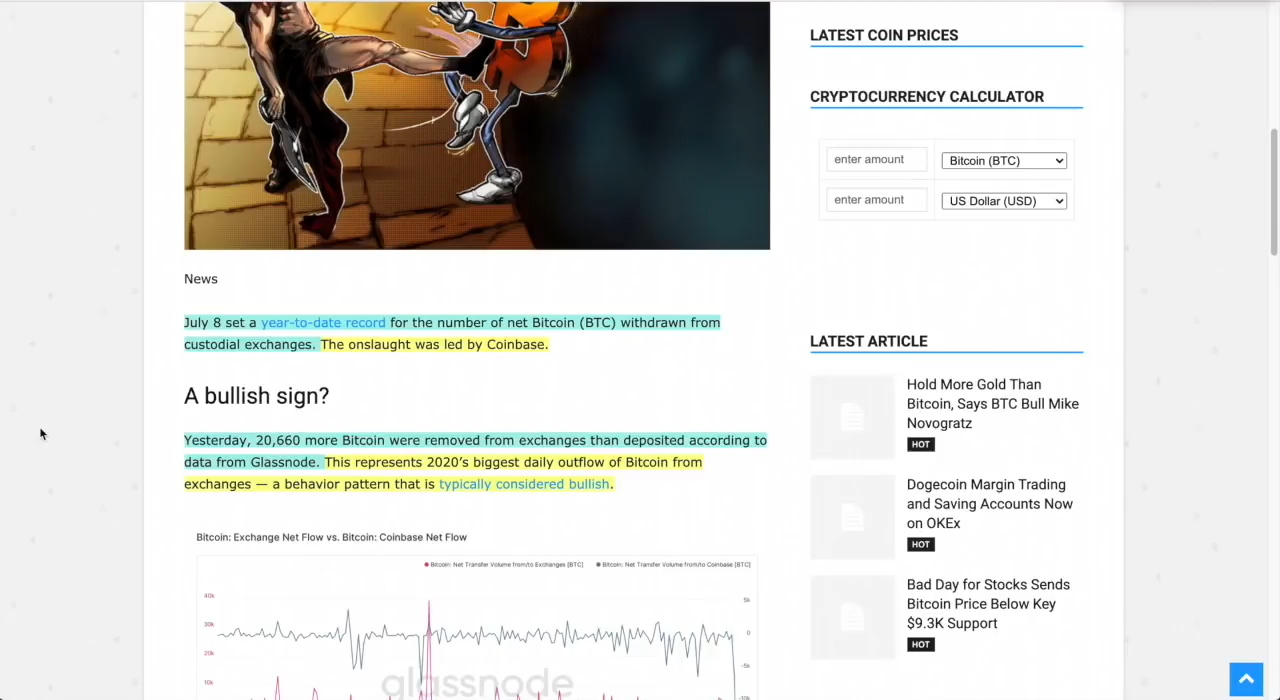 News
July 8 set a year-to-date record for the number of net Bitcoin (BTC) withdrawn from
custodial exchanges. The onslaught was led by Coinbase.
A bullish sign?
Yesterday, 20,660 more Bitcoin were removed from exchanges than deposited according to
data from Glassnode. This represents 2020’s biggest daily outflow of Bitcoin from
exchanges — a behavior pattern that is typically considered bullish.
Bitcoin: Exchange Net Flow vs. Bitcoin: Coinbase Net Flow
Bitcoin: Net Transfer Volume from/to Exchanges [BTC] Bitcoin: Net Transfer Volume from/to Coinbase [BTC]
40k
5k
30k
0
20k
-5k
10k
-10k
glassnode
LATEST COIN PRICES
CRYPTOCURRENCY CALCULATOR
enter amount Bitcoin (BTC)
enter amount US Dollar (USD)
LATEST ARTICLE
Hold More Gold Than
Bitcoin, Says BTC Bull Mike
Novogratz
HOT
Dogecoin Margin Trading
and Saving Accounts Now
on OKEx
HOT
Bad Day for Stocks Sends
Bitcoin Price Below Key
$9.3K Support
HOT